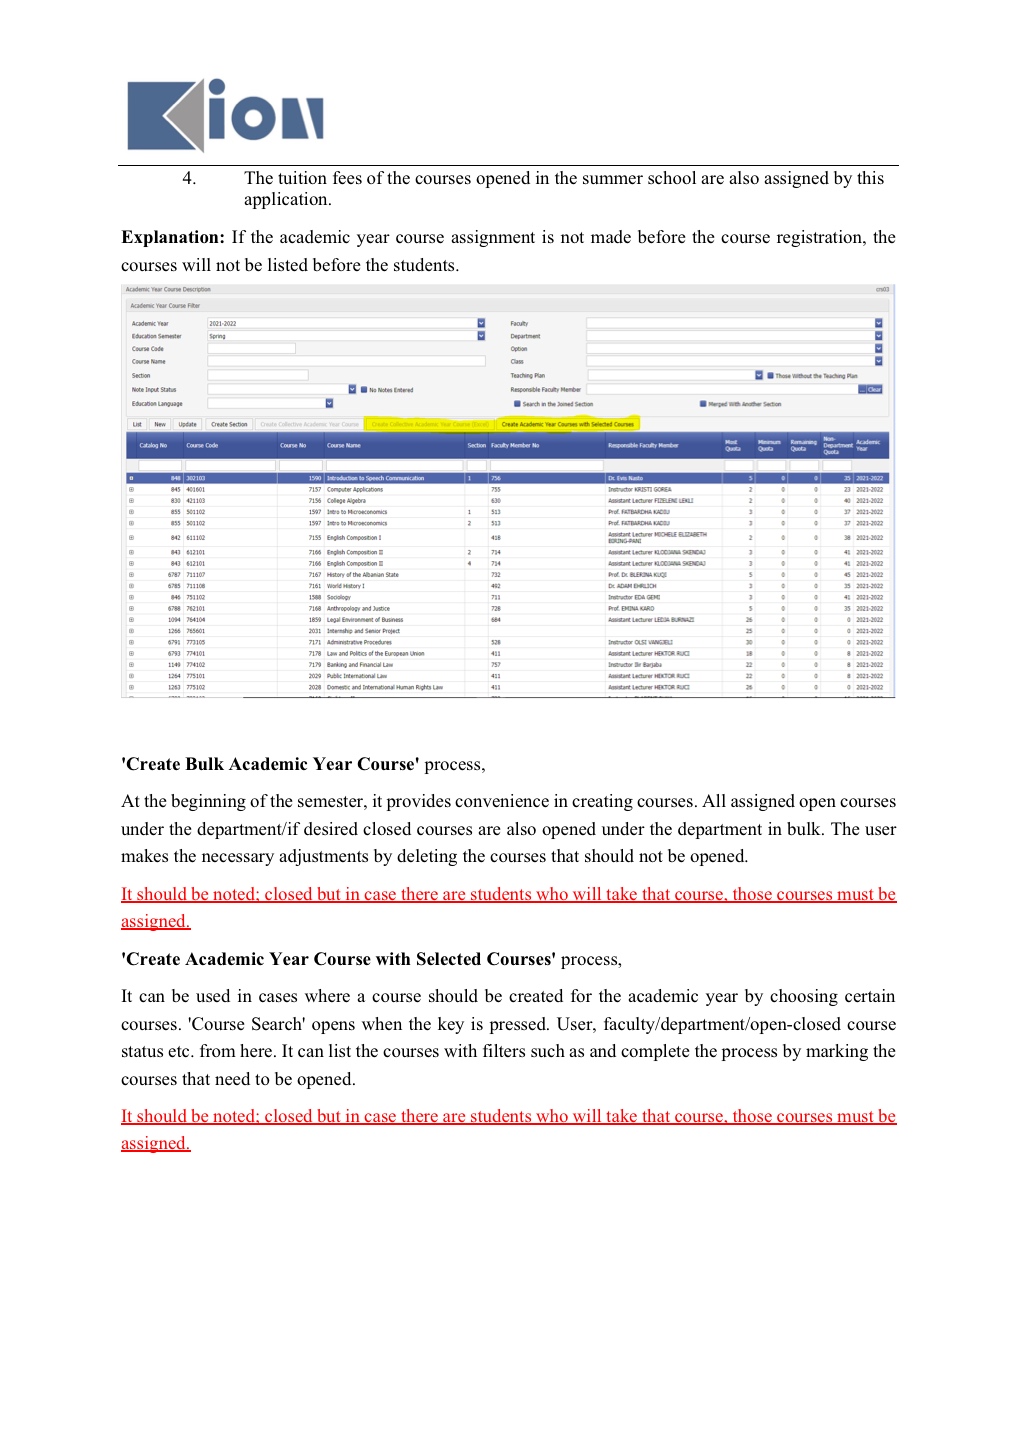 Kion
4. The tuition fees of the courses opened in the summer school are also assigned by this
application.
Explanation: If the academic year course assignment is not made before the course registration, the
courses will not be listed before the students.
Academic Year Course Description crs03
Academic Year Course Filter
Academic Year 2021-2022 Faculty
Education Semester Spring Department
Course Code Option
Course Name Class
Section Teaching Plan Those Without the Teaching Plan
Note Input Status No Notes Entered Responsible Faculty Member ... Clear
Education Language Search in the Joined Section Merged With Another Section
List New Update Create Section Create Collective Academic Year Course Create Collective Academic Year Course (Excel) Create Academic Year Courses with Selected Courses
Catalog No Course Code Course No Course Name Section Faculty Member No Responsible Faculty Member Most Quota Minimum Quota Remaining Quota Non-Department Quota Academic Year
848 302103 1590 Introduction to Speech Communication 1 756 Dr. Evis Nasto 5 0 0 35 2021-2022
845 401601 7157 Computer Applications 755 Instructor KRISTI GOREA 2 0 0 23 2021-2022
830 421103 7156 College Algebra 630 Assistant Lecturer FIZELENI LEKLI 2 0 0 40 2021-2022
855 501102 1597 Intro to Microeconomics 1 513 Prof. FATBARDHA KADIU 3 0 0 37 2021-2022
855 501102 1597 Intro to Microeconomics 2 513 Prof. FATBARDHA KADIU 3 0 0 37 2021-2022
842 611102 7155 English Composition I 418 Assistant Lecturer MICHELE ELIZABETH BIRING-PANI 2 0 0 38 2021-2022
843 612101 7166 English Composition II 2 714 Assistant Lecturer KLODIANA SKENDAJ 3 0 0 41 2021-2022
843 612101 7166 English Composition II 4 714 Assistant Lecturer KLODIANA SKENDAJ 3 0 0 41 2021-2022
6787 711107 7167 History of the Albanian State 732 Prof. Dr. BLERINA KUQI 5 0 0 45 2021-2022
6785 711108 7161 World History I 492 Dr. ADAM EHRLICH 3 0 0 35 2021-2022
846 751102 1588 Sociology 711 Instructor EDA GEMI 3 0 0 41 2021-2022
6788 762101 7168 Anthropology and Justice 728 Prof. EMINA KARO 5 0 0 35 2021-2022
1094 764104 1859 Legal Environment of Business 684 Assistant Lecturer LEDIA BURNAZI 26 0 0 0 2021-2022
1266 765601 2031 Internship and Senior Project 25 0 0 0 2021-2022
6791 773105 7171 Administrative Procedures 528 Instructor OLSI VANGJELI 30 0 0 0 2021-2022
6793 774101 7178 Law and Politics of the European Union 411 Assistant Lecturer HEKTOR RUCI 18 0 0 8 2021-2022
1149 774102 7179 Banking and Financial Law 757 Instructor Ilir Barjaba 22 0 0 8 2021-2022
1264 775101 2029 Public International Law 411 Assistant Lecturer HEKTOR RUCI 22 0 0 8 2021-2022
1263 775102 2028 Domestic and International Human Rights Law 411 Assistant Lecturer HEKTOR RUCI 26 0 0 0 2021-2022
'Create Bulk Academic Year Course' process,
At the beginning of the semester, it provides convenience in creating courses. All assigned open courses
under the department/if desired closed courses are also opened under the department in bulk. The user
makes the necessary adjustments by deleting the courses that should not be opened.
It should be noted; closed but in case there are students who will take that course, those courses must be
assigned.
'Create Academic Year Course with Selected Courses' process,
It can be used in cases where a course should be created for the academic year by choosing certain
courses. 'Course Search' opens when the key is pressed. User, faculty/department/open-closed course
status etc. from here. It can list the courses with filters such as and complete the process by marking the
courses that need to be opened.
It should be noted; closed but in case there are students who will take that course, those courses must be
assigned.